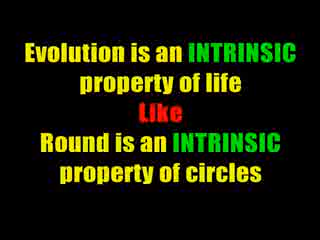 Evolution is an INTRINSIC
property of life
Like
Round is an INTRINSIC
property of circles